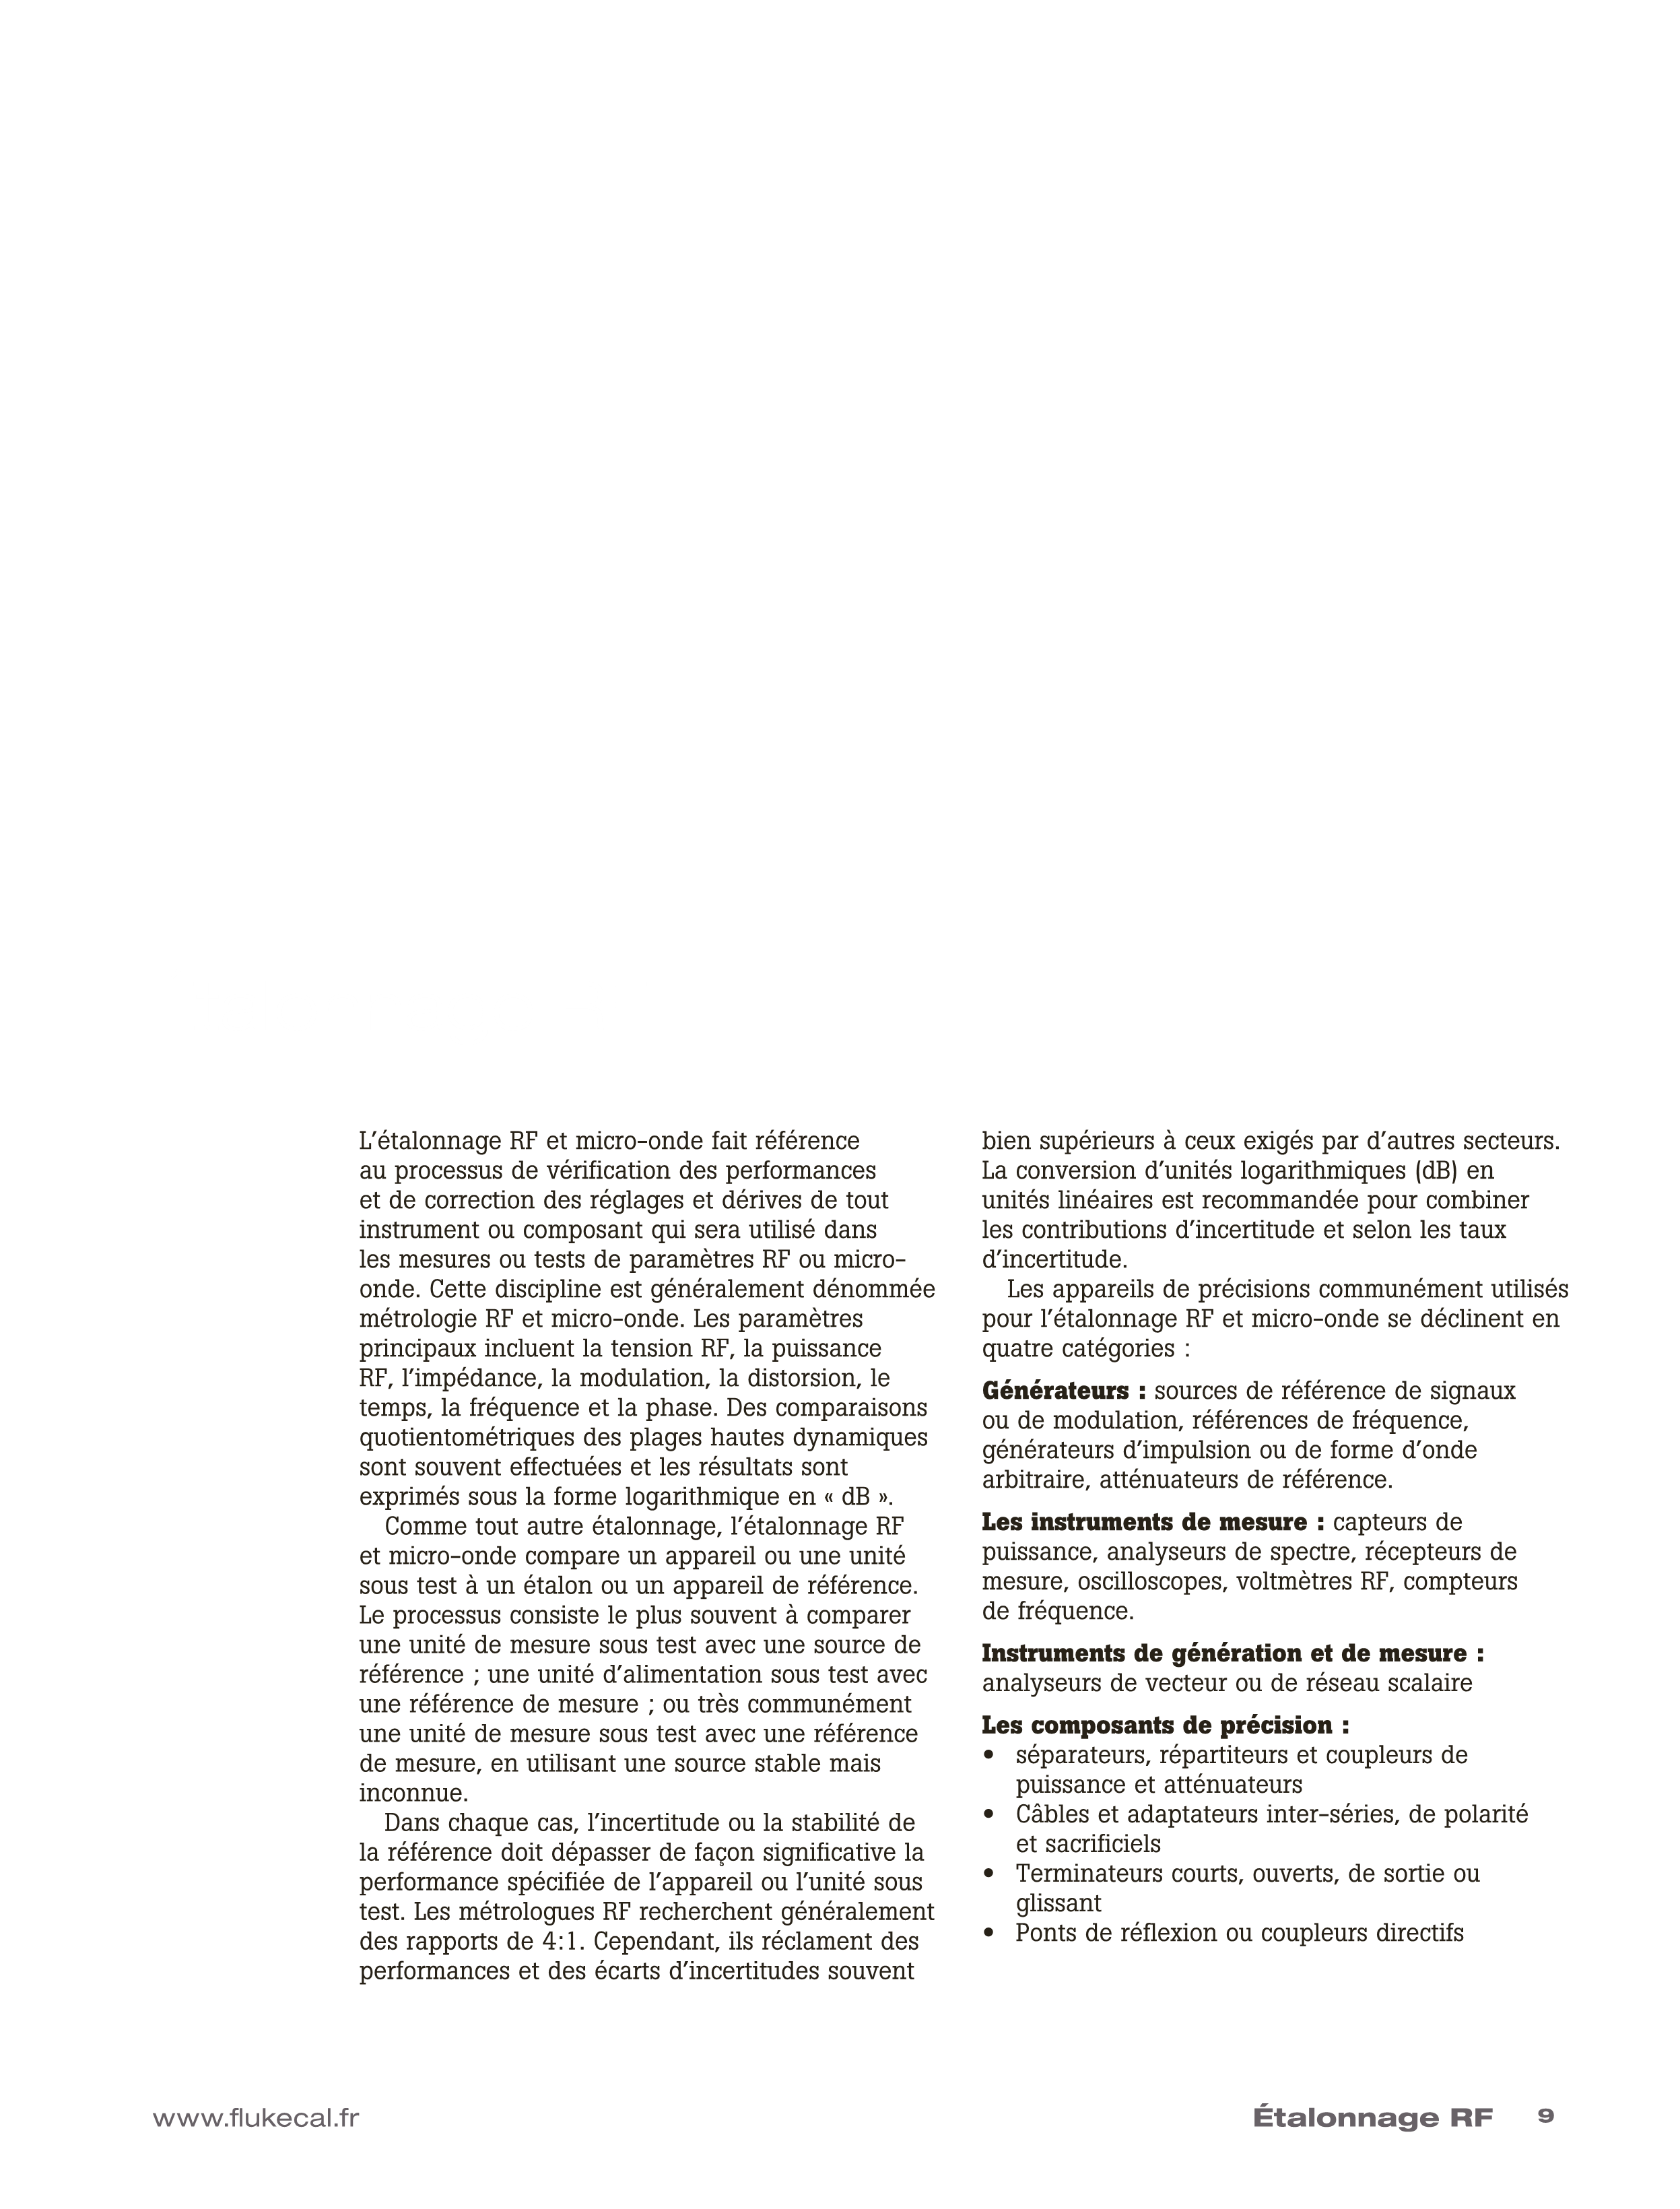 L'étalonnage RF et micro-onde fait référence
au processus de vérification des performances
et de correction des réglages et dérives de tout
instrument ou composant qui sera utilisé dans
les mesures ou tests de paramètres RF ou micro-
onde. Cette discipline est généralement dénommée
métrologie RF et micro-onde. Les paramètres
principaux incluent la tension RF, la puissance
RF, l'impédance, la modulation, la distorsion, le
temps, la fréquence et la phase. Des comparaisons
quotientométriques des plages hautes dynamiques
sont souvent effectuées et les résultats sont
exprimés sous la forme logarithmique en « dB ».
Comme tout autre étalonnage, l'étalonnage RF
et micro-onde compare un appareil ou une unité
sous test à un étalon ou un appareil de référence.
Le processus consiste le plus souvent à comparer
une unité de mesure sous test avec une source de
référence ; une unité d'alimentation sous test avec
une référence de mesure ; ou très communément
une unité de mesure sous test avec une référence
de mesure, en utilisant une source stable mais
inconnue.
Dans chaque cas, l'incertitude ou la stabilité de
la référence doit dépasser de façon significative la
performance spécifiée de l'appareil ou l'unité sous
test. Les métrologues RF recherchent généralement
des rapports de 4:1. Cependant, ils réclament des
performances et des écarts d'incertitudes souvent
bien supérieurs à ceux exigés par d'autres secteurs.
La conversion d'unités logarithmiques (dB) en
unités linéaires est recommandée pour combiner
les contributions d'incertitude et selon les taux
d'incertitude.
Les appareils de précisions communément utilisés
pour l'étalonnage RF et micro-onde se déclinent en
quatre catégories :
Générateurs : sources de référence de signaux
ou de modulation, références de fréquence,
générateurs d'impulsion ou de forme d'onde
arbitraire, atténuateurs de référence.
Les instruments de mesure : capteurs de
puissance, analyseurs de spectre, récepteurs de
mesure, oscilloscopes, voltmètres RF, compteurs
de fréquence.
Instruments de génération et de mesure :
analyseurs de vecteur ou de réseau scalaire
Les composants de précision :
• séparateurs, répartiteurs et coupleurs de
puissance et atténuateurs
• Câbles et adaptateurs inter-séries, de polarité
et sacrificiels
• Terminateurs courts, ouverts, de sortie ou
glissant
• Ponts de réflexion ou coupleurs directifs
www.flukecal.fr
Étalonnage RF 9